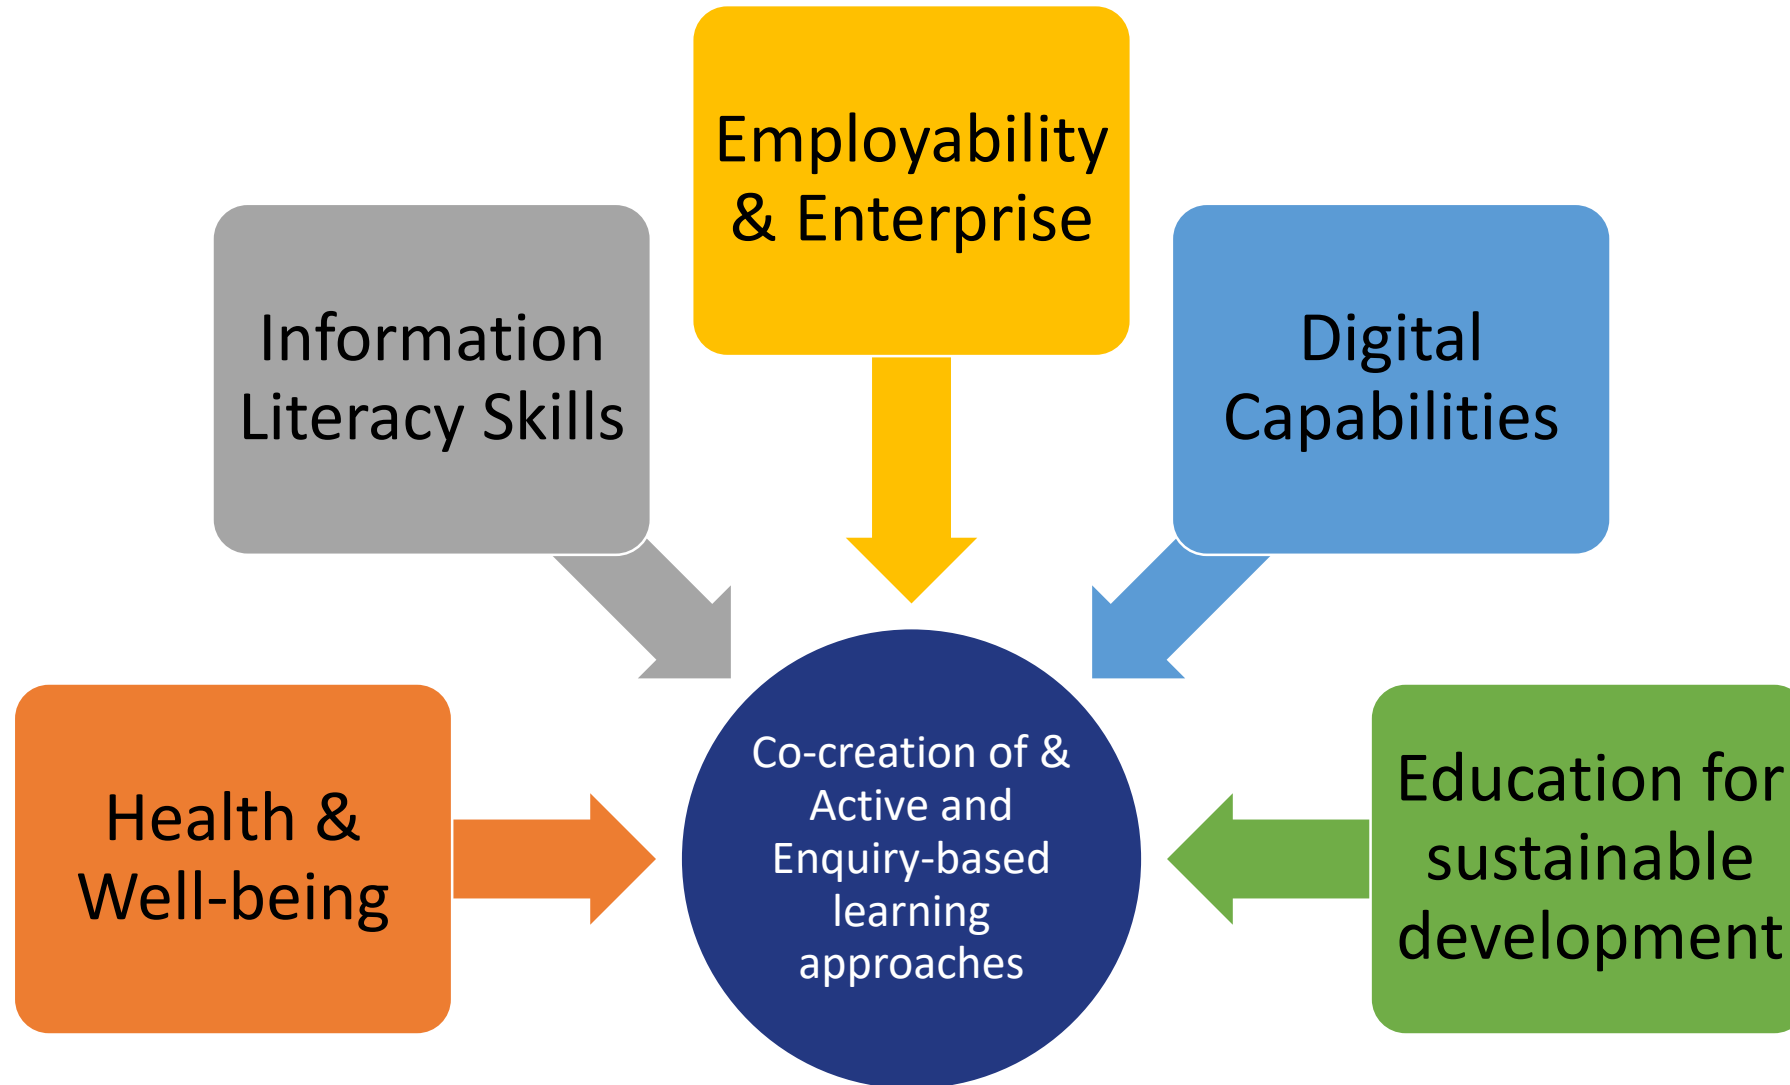 Employability
& Enterprise
Information
Literacy Skills
Digital
Capabilities
Health &
Well-being
Co-creation of &
Active and
Enquiry-based
learning
approaches
Education for
sustainable
development